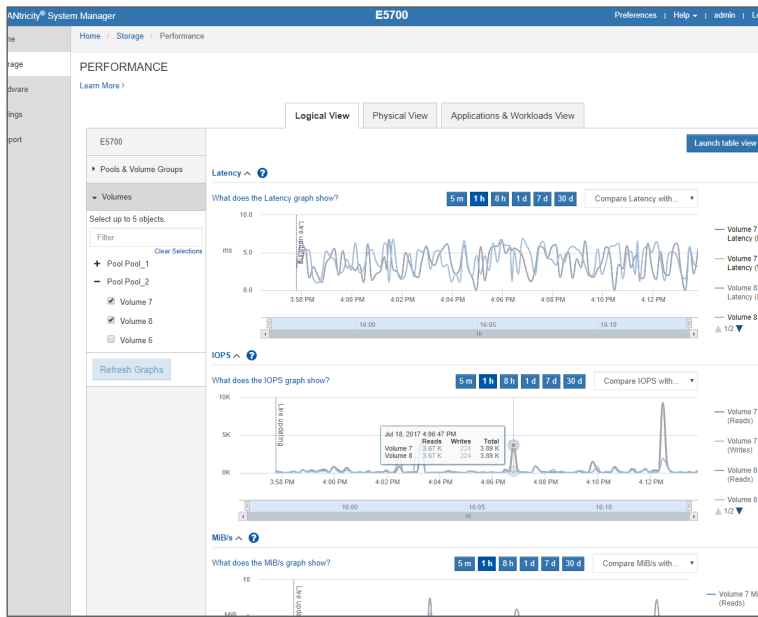 ANtricity® System Manager
E5700
Preferences | Help | admin | L
me
Home / Storage / Performance
rage
PERFORMANCE
dware
Learn More >
ings
port
Logical View Physical View Applications & Workloads View
E5700
Launch table view
Pools & Volume Groups
Volumes
Select up to 5 objects.
Filter
Clear Selections
+ Pool Pool_1
− Pool Pool_2
Volume 7
Volume 8
Volume 6
Refresh Graphs
Latency ?
What does the Latency graph show?
5 m 1 h 8 h 1 d 7 d 30 d
Compare Latency with...
10.0
ms 5.0
0.0
Live updating
3:58 PM 4:00 PM 4:02 PM 4:04 PM 4:06 PM 4:08 PM 4:10 PM 4:12 PM
16:00 16:05 16:10
Volume 7
Latency (
Volume 7
Latency (
Volume 8
Latency (
Volume 8
1/2
IOPS ?
What does the IOPS graph show?
5 m 1 h 8 h 1 d 7 d 30 d
Compare IOPS with...
10K
5K
0K
Live updating
Jul 18, 2017 4:06:47 PM
Reads Writes Total
Volume 7 3.67 K 224 3.89 K
Volume 8 3.67 K 224 3.89 K
3:58 PM 4:00 PM 4:02 PM 4:04 PM 4:06 PM 4:08 PM 4:10 PM 4:12 PM
16:00 16:05 16:10
Volume 7
(Reads)
Volume 7
(Writes)
Volume 8
(Reads)
Volume 8
1/2
MiB/s ?
What does the MiB/s graph show?
5 m 1 h 8 h 1 d 7 d 30 d
Compare MiB/s with...
10
MiB
Live upda
Volume 7 Mi
(Reads)